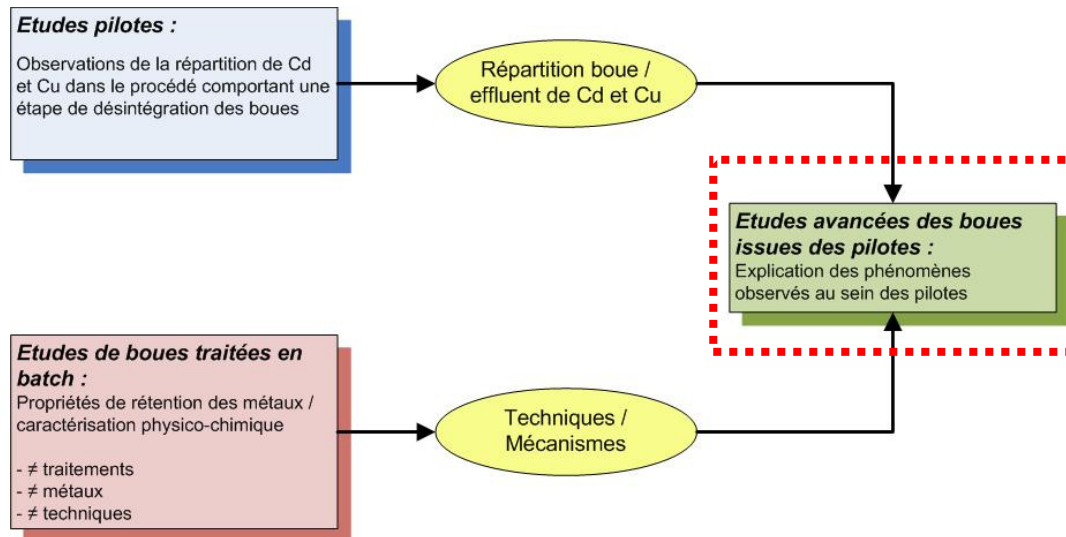 Etudes pilotes :
Observations de la répartition de Cd
et Cu dans le procédé comportant une
étape de désintégration des boues
Répartition boue /
effluent de Cd et Cu
Etudes avancées des boues
issues des pilotes :
Explication des phénomènes
observés au sein des pilotes
Etudes de boues traitées en
batch :
Propriétés de rétention des métaux /
caractérisation physico-chimique
- ≠ traitements
- ≠ métaux
- ≠ techniques
Techniques /
Mécanismes